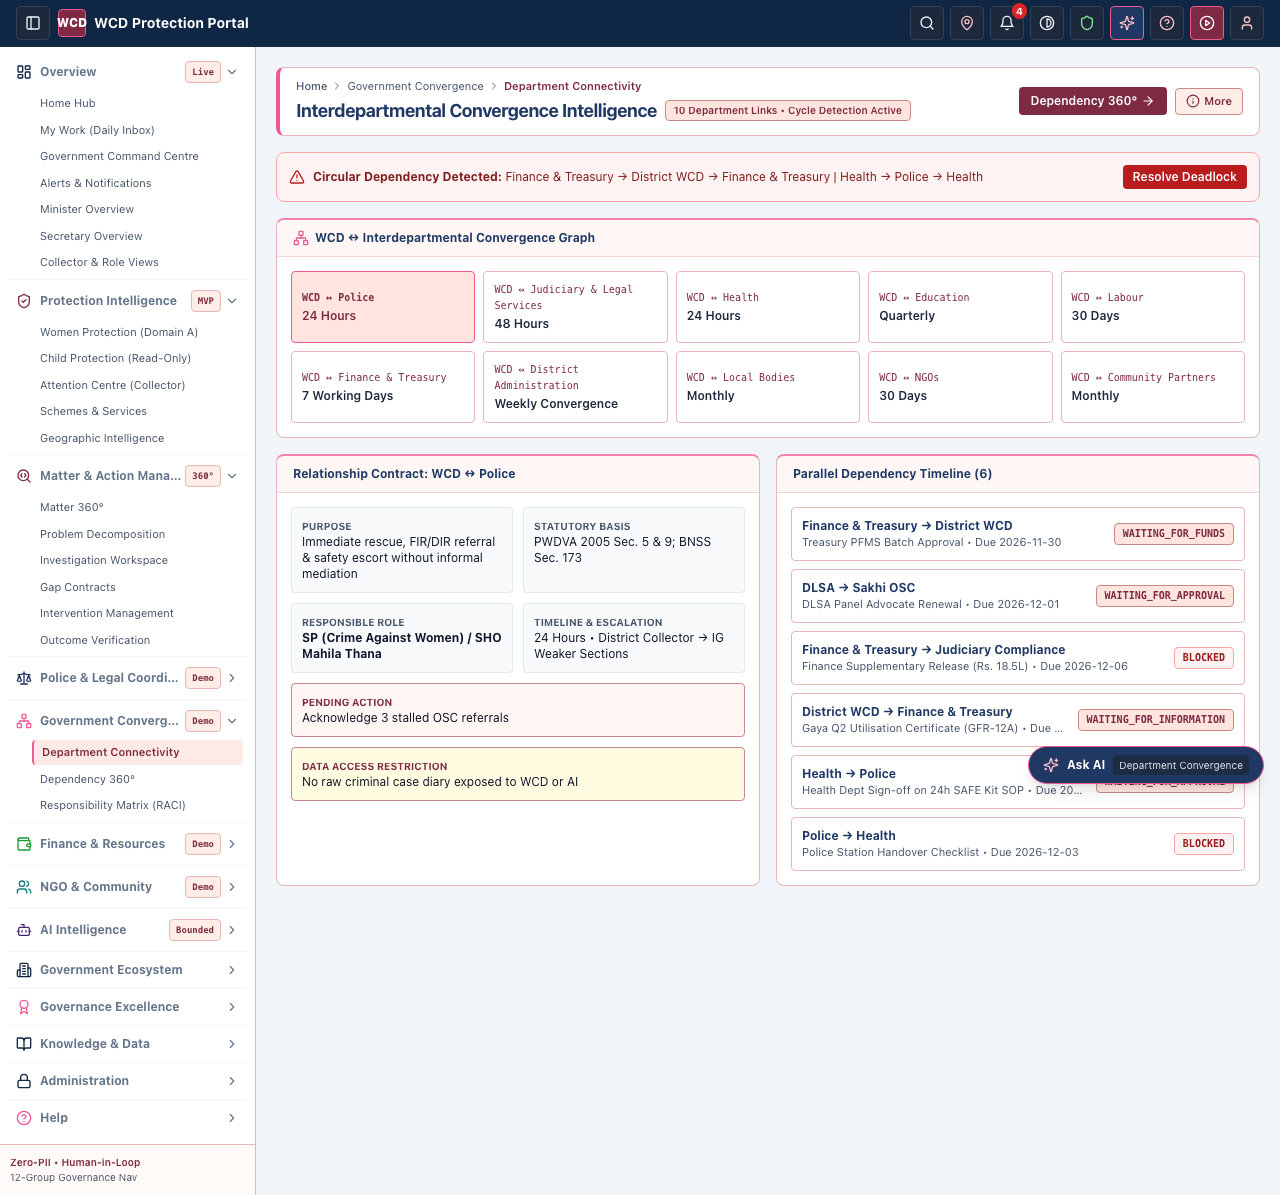 WCD
WCD Protection Portal
4
Overview
Live
Home Hub
My Work (Daily Inbox)
Government Command Centre
Alerts & Notifications
Minister Overview
Secretary Overview
Collector & Role Views
Protection Intelligence
MVP
Women Protection (Domain A)
Child Protection (Read-Only)
Attention Centre (Collector)
Schemes & Services
Geographic Intelligence
Matter & Action Mana...
360°
Matter 360°
Problem Decomposition
Investigation Workspace
Gap Contracts
Intervention Management
Outcome Verification
Police & Legal Coordi...
Demo
Government Converg...
Demo
Department Connectivity
Dependency 360°
Responsibility Matrix (RACI)
Finance & Resources
Demo
NGO & Community
Demo
AI Intelligence
Bounded
Government Ecosystem
Governance Excellence
Knowledge & Data
Administration
Help
Zero-PII • Human-in-Loop
12-Group Governance Nav
Home > Government Convergence > Department Connectivity
Interdepartmental Convergence Intelligence
10 Department Links • Cycle Detection Active
Dependency 360° →
More
Circular Dependency Detected: Finance & Treasury → District WCD → Finance & Treasury | Health → Police → Health
Resolve Deadlock
WCD ↔ Interdepartmental Convergence Graph
WCD ↔ Police
24 Hours
WCD ↔ Judiciary & Legal
Services
48 Hours
WCD ↔ Health
24 Hours
WCD ↔ Education
Quarterly
WCD ↔ Labour
30 Days
WCD ↔ Finance & Treasury
7 Working Days
WCD ↔ District
Administration
Weekly Convergence
WCD ↔ Local Bodies
Monthly
WCD ↔ NGOs
30 Days
WCD ↔ Community Partners
Monthly
Relationship Contract: WCD ↔ Police
PURPOSE
Immediate rescue, FIR/DIR referral
& safety escort without informal
mediation
STATUTORY BASIS
PWDVA 2005 Sec. 5 & 9; BNSS
Sec. 173
RESPONSIBLE ROLE
SP (Crime Against Women) / SHO
Mahila Thana
TIMELINE & ESCALATION
24 Hours • District Collector → IG
Weaker Sections
PENDING ACTION
Acknowledge 3 stalled OSC referrals
DATA ACCESS RESTRICTION
No raw criminal case diary exposed to WCD or AI
Parallel Dependency Timeline (6)
Finance & Treasury → District WCD
Treasury PFMS Batch Approval • Due 2026-11-30
WAITING_FOR_FUNDS
DLSA → Sakhi OSC
DLSA Panel Advocate Renewal • Due 2026-12-01
WAITING_FOR_APPROVAL
Finance & Treasury → Judiciary Compliance
Finance Supplementary Release (Rs. 18.5L) • Due 2026-12-06
BLOCKED
District WCD → Finance & Treasury
Gaya Q2 Utilisation Certificate (GFR-12A) • Due ...
WAITING_FOR_INFORMATION
Health → Police
Health Dept Sign-off on 24h SAFE Kit SOP • Due 20...
Ask AI
Department Convergence
Police → Health
Police Station Handover Checklist • Due 2026-12-03
BLOCKED